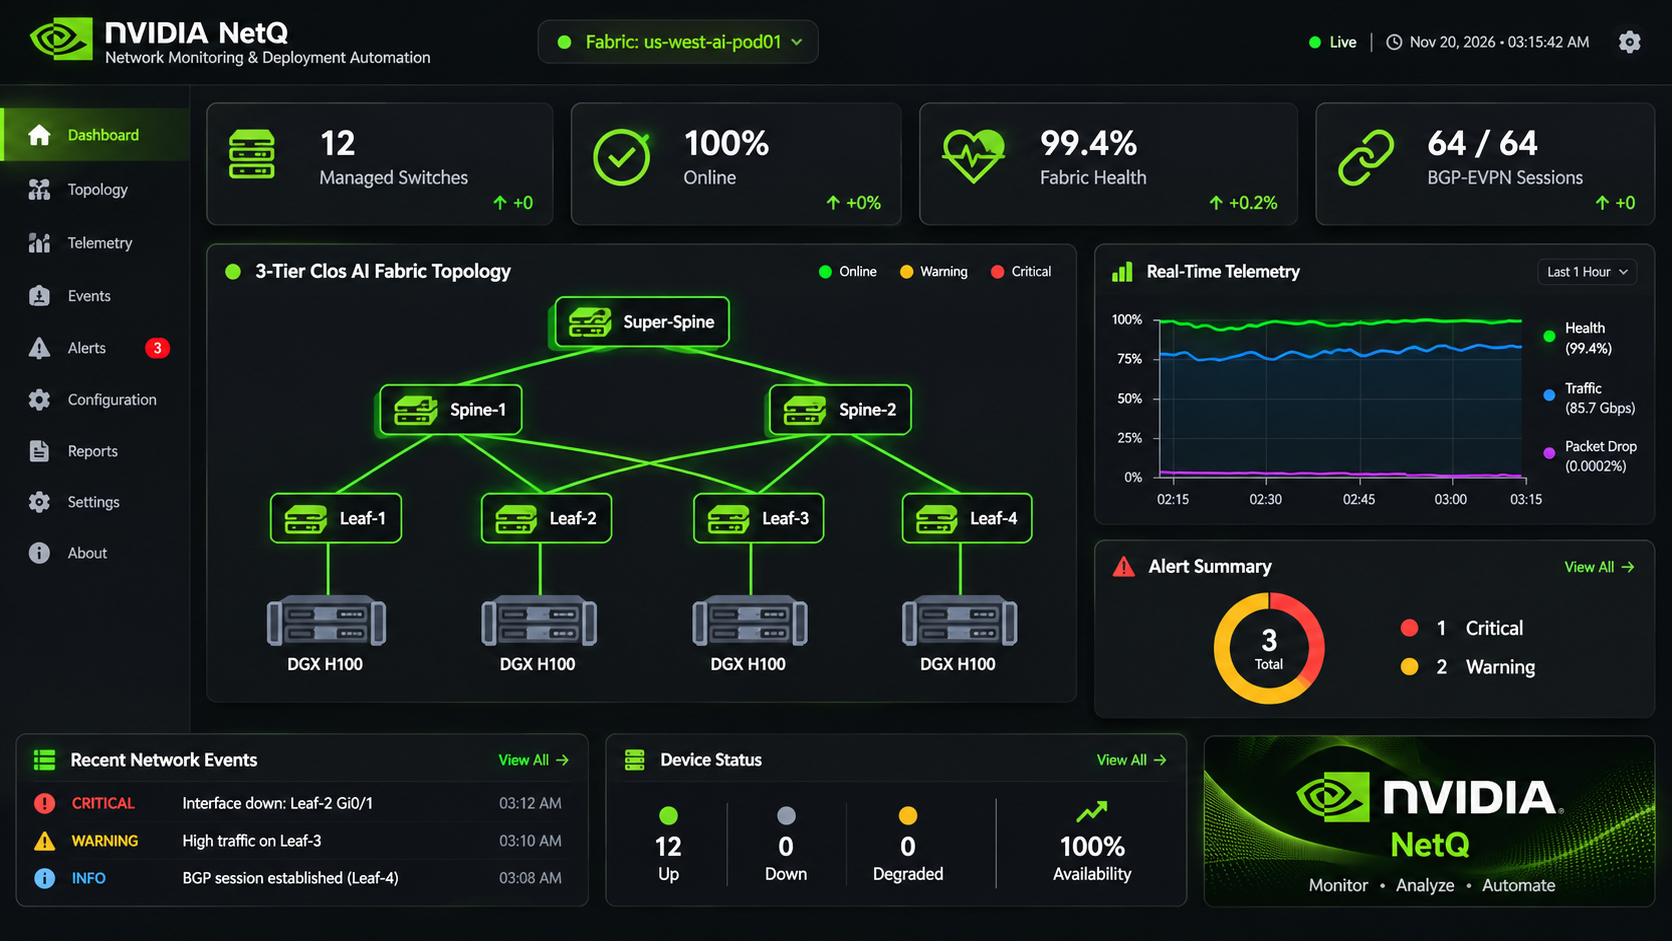 NVIDIA NetQ
Network Monitoring & Deployment Automation
Fabric: us-west-ai-pod01
Live
Nov 20, 2026 • 03:15:42 AM
Dashboard
Topology
Telemetry
Events
Alerts
3
Configuration
Reports
Settings
About
12
Managed Switches
+0
100%
Online
+0%
99.4%
Fabric Health
+0.2%
64 / 64
BGP-EVPN Sessions
+0
3-Tier Clos AI Fabric Topology
Online
Warning
Critical
Super-Spine
Spine-1
Spine-2
Leaf-1
Leaf-2
Leaf-3
Leaf-4
DGX H100
DGX H100
DGX H100
DGX H100
Real-Time Telemetry
Last 1 Hour
100%
75%
50%
25%
0%
02:15
02:30
02:45
03:00
03:15
Health
(99.4%)
Traffic
(85.7 Gbps)
Packet Drop
(0.0002%)
Alert Summary
View All →
3
Total
1 Critical
2 Warning
Recent Network Events
View All →
CRITICAL Interface down: Leaf-2 Gi0/1 03:12 AM
WARNING High traffic on Leaf-3 03:10 AM
INFO BGP session established (Leaf-4) 03:08 AM
Device Status
View All →
12
Up
0
Down
0
Degraded
100%
Availability
NVIDIA
NetQ
Monitor • Analyze • Automate